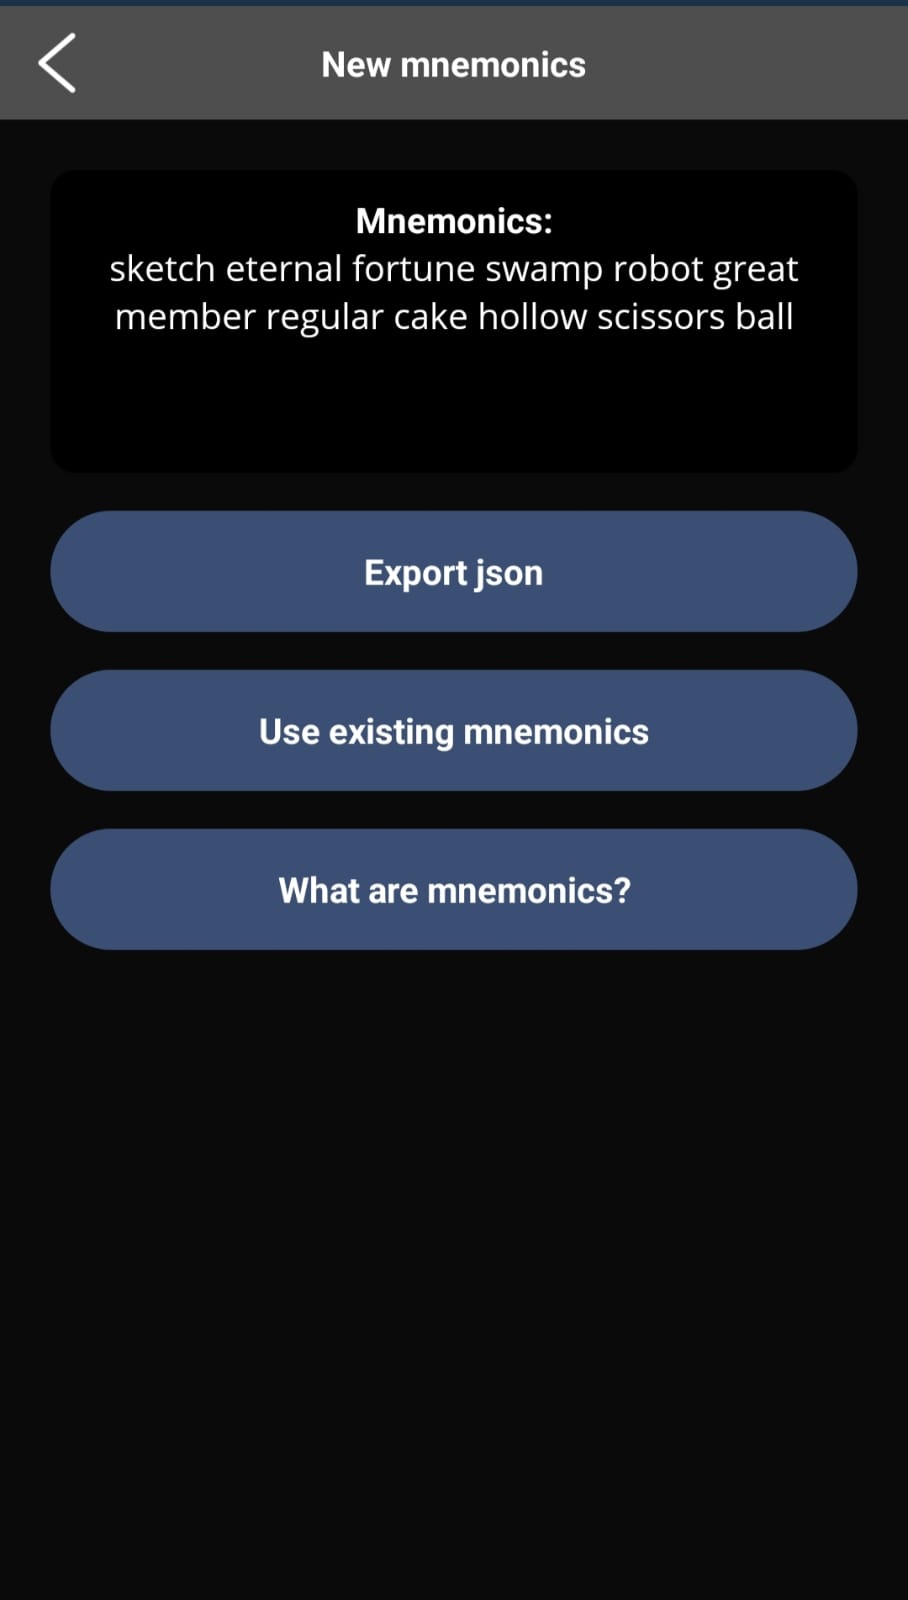 New mnemonics
Mnemonics:
sketch eternal fortune swamp robot great
member regular cake hollow scissors ball
Export json
Use existing mnemonics
What are mnemonics?